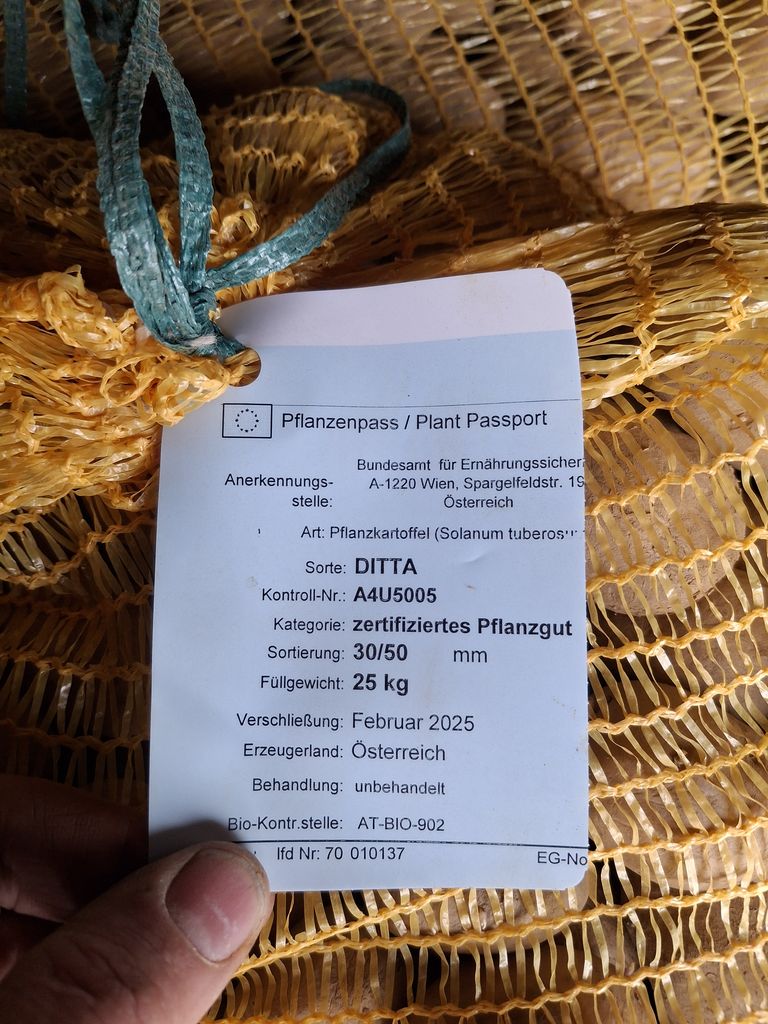 Pflanzenpass / Plant Passport
Bundesamt für Ernährungssicher
Anerkennungs- A-1220 Wien, Spargelfeldstr. 19
stelle: Österreich
Art: Pflanzkartoffel (Solanum
Sorte: DITTA
Kontroll-Nr.: A4U5005
Kategorie: zertifiziertes Pflanzgut
Sortierung: 30/50 mm
Füllgewicht: 25 kg
Verschließung: Februar 2025
Erzeugerland: Österreich
Behandlung: unbehandelt
Bio-Kontr.stelle: AT-BIO-902
lfd Nr: 70 010137 EG-No